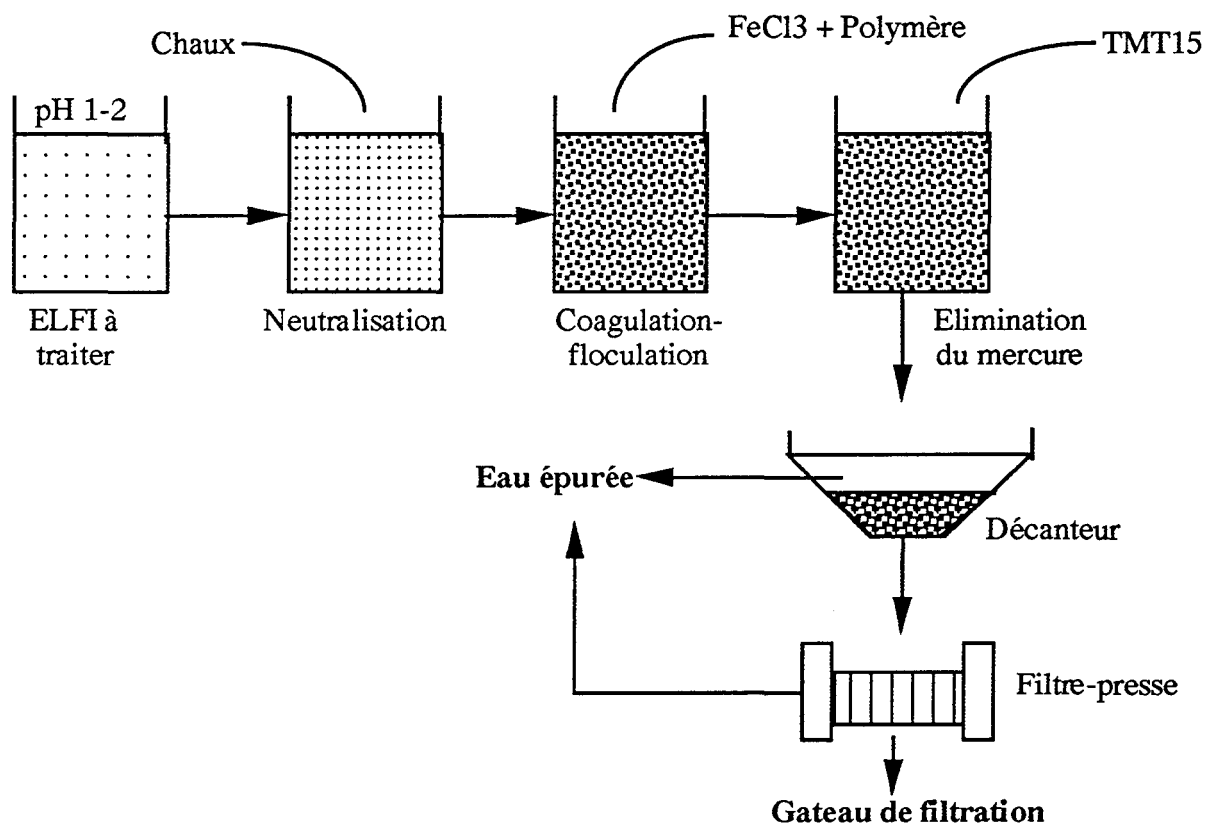 Chaux
FeCl3 + Polymère
TMT15
pH 1-2
ELFI à
traiter
Neutralisation
Coagulation-
floculation
Elimination
du mercure
Eau épurée
Décanteur
Filtre-presse
Gateau de filtration